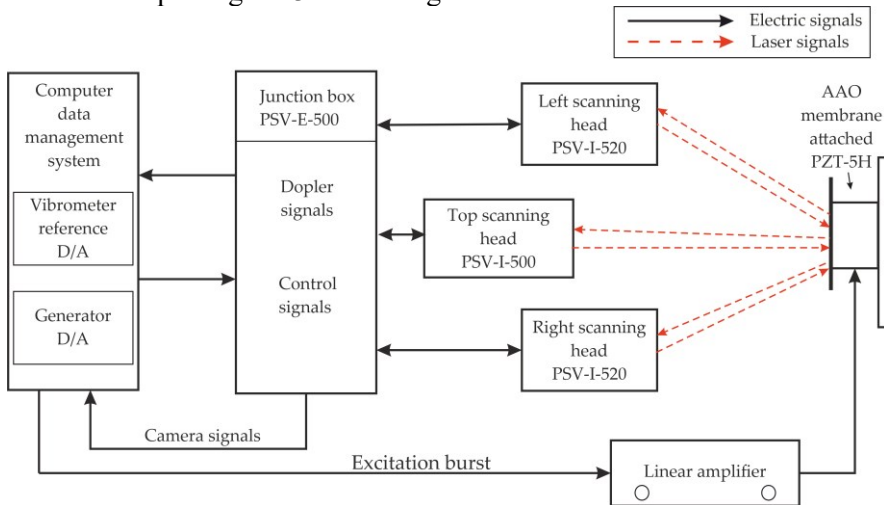 Electric signals
Laser signals
Computer
data
management
system
Vibrometer
reference
D/A
Generator
D/A
Junction box
PSV-E-500
Dopler
signals
Control
signals
Left scanning
head
PSV-I-520
Top scanning
head
PSV-I-500
Right scanning
head
PSV-I-520
AAO
membrane
attached
PZT-5H
Camera signals
Excitation burst
Linear amplifier